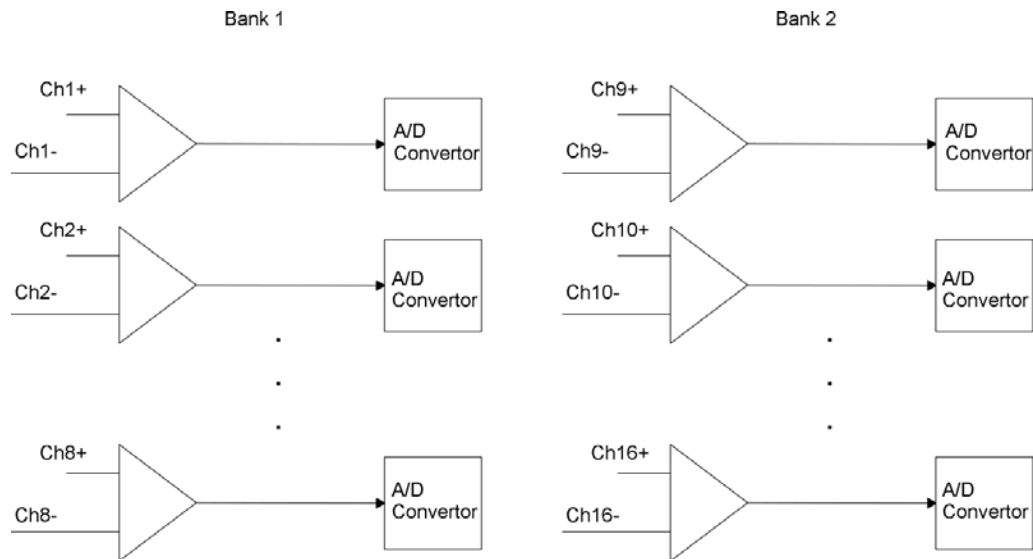 Bank 1
Bank 2
Ch1+
Ch1-
A/D
Convertor
Ch9+
Ch9-
A/D
Convertor
Ch2+
Ch2-
A/D
Convertor
Ch10+
Ch10-
A/D
Convertor
Ch8+
Ch8-
A/D
Convertor
Ch16+
Ch16-
A/D
Convertor